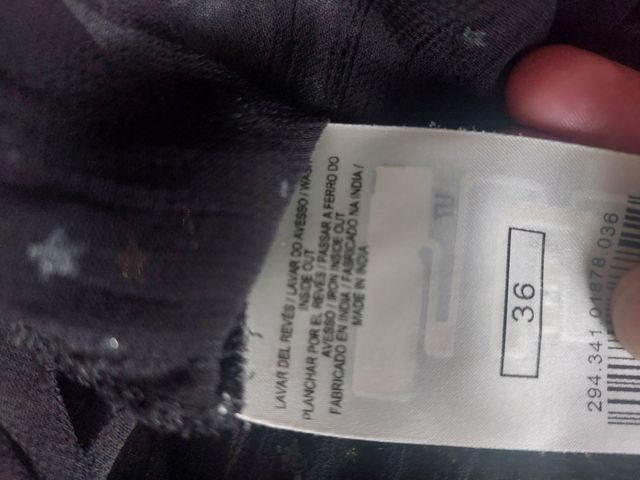 LAVAR DEL REVÉS / LAVAR DO AVESSO / WASH
INSIDE OUT
PLANCHAR POR EL REVÉS / PASSAR A FERRO DO
AVESSO / IRON INSIDE OUT
FABRICADO EN INDIA / FABRICADO NA INDIA /
MADE IN INDIA
36
294.341.01878.036